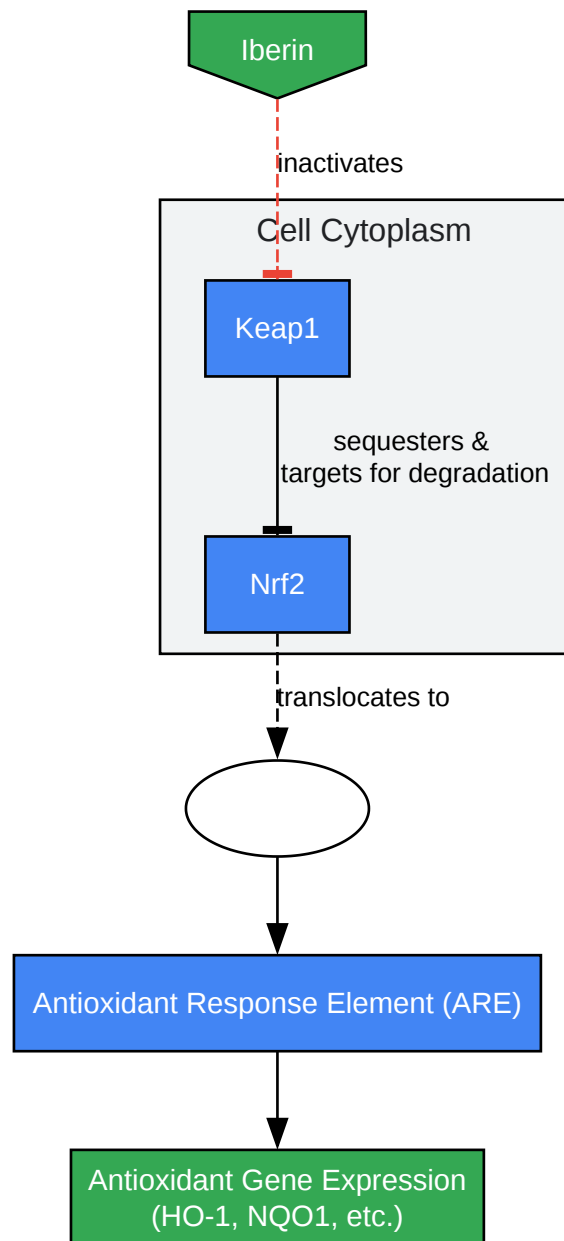 Iberin
inactivates
Cell Cytoplasm
Keap1
sequesters &
targets for degradation
Nrf2
translocates to
Antioxidant Response Element (ARE)
Antioxidant Gene Expression
(HO-1, NQO1, etc.)